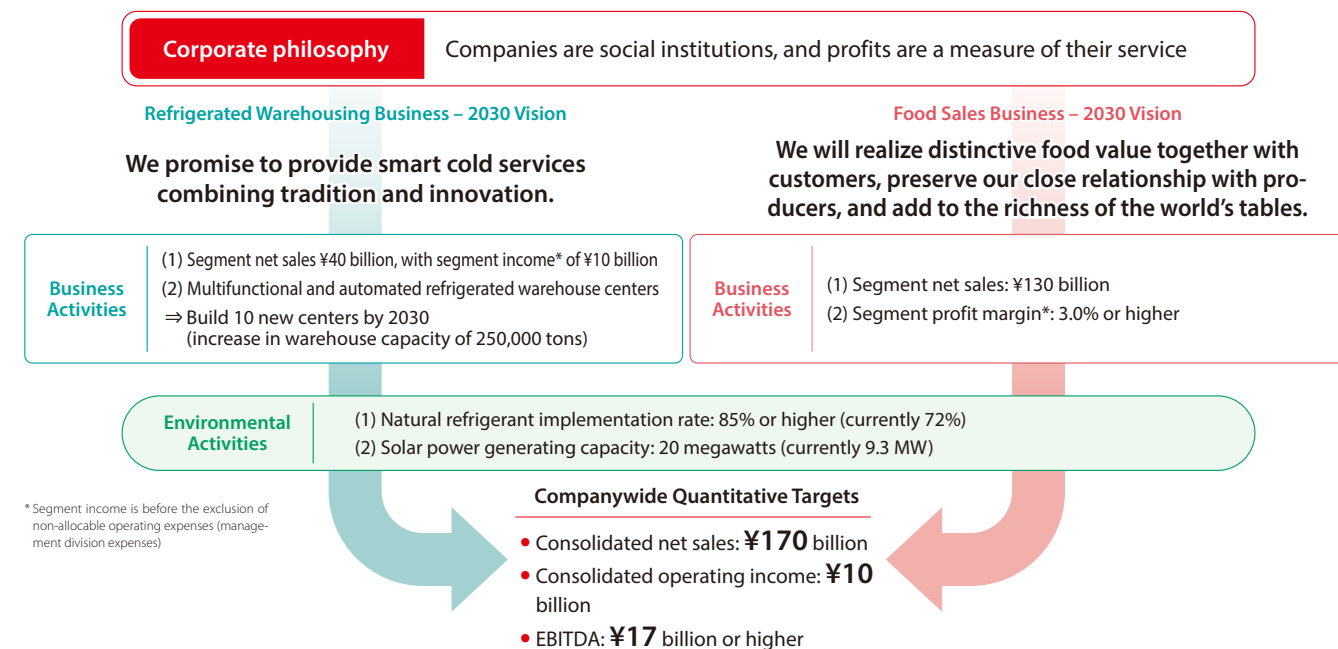 Corporate philosophy Companies are social institutions, and profits are a measure of their service
Refrigerated Warehousing Business – 2030 Vision
We promise to provide smart cold services
combining tradition and innovation.
Business
Activities
(1) Segment net sales ¥40 billion, with segment income* of ¥10 billion
(2) Multifunctional and automated refrigerated warehouse centers
⇒ Build 10 new centers by 2030
(increase in warehouse capacity of 250,000 tons)
Food Sales Business – 2030 Vision
We will realize distinctive food value together with
customers, preserve our close relationship with pro-
ducers, and add to the richness of the world’s tables.
Business
Activities
(1) Segment net sales: ¥130 billion
(2) Segment profit margin*: 3.0% or higher
Environmental
Activities
(1) Natural refrigerant implementation rate: 85% or higher (currently 72%)
(2) Solar power generating capacity: 20 megawatts (currently 9.3 MW)
* Segment income is before the exclusion of
non-allocable operating expenses (manage-
ment division expenses)
Companywide Quantitative Targets
• Consolidated net sales: ¥170 billion
• Consolidated operating income: ¥10
billion
• EBITDA: ¥17 billion or higher